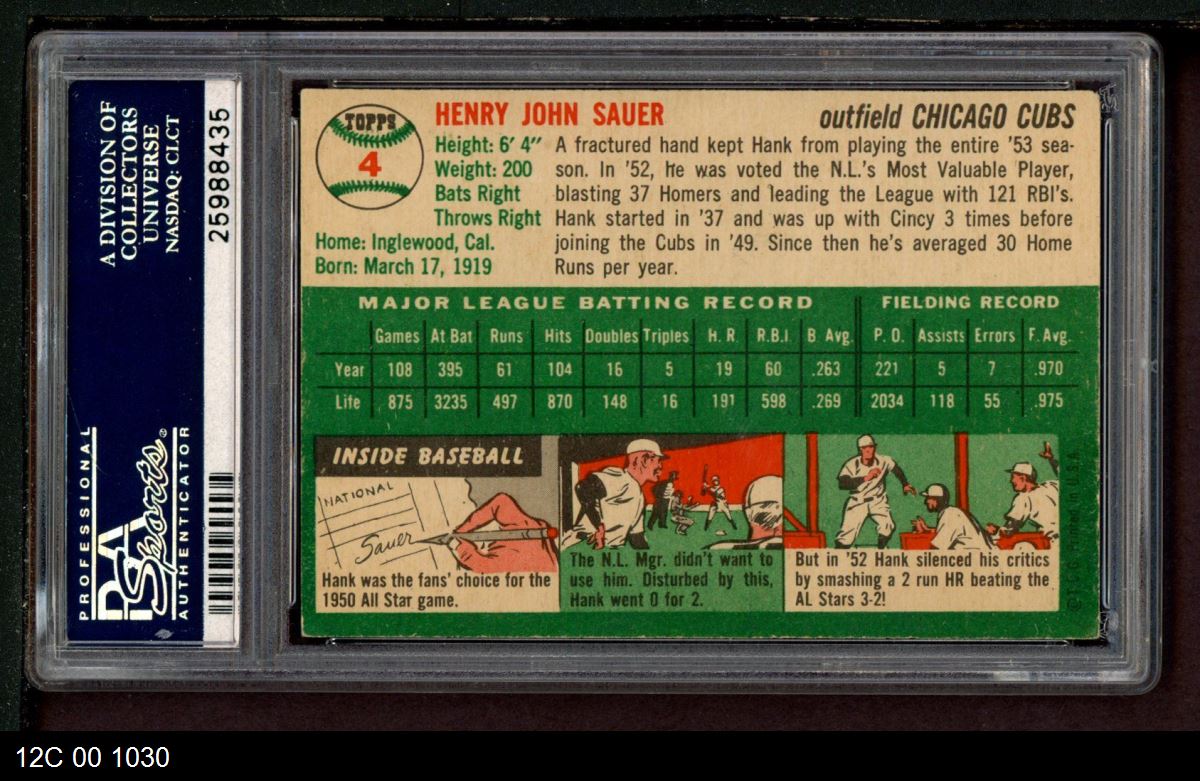 A DIVISION OF
COLLECTORS
UNIVERSE
NASDAQ: CLCT
25988435
PROFESSIONAL
PSA
Sports
AUTHENTICATOR
TOPPS
4
HENRY JOHN SAUER
outfield CHICAGO CUBS
Height: 6' 4"
Weight: 200
Bats Right
Throws Right
Home: Inglewood, Cal.
Born: March 17, 1919
A fractured hand kept Hank from playing the entire '53 sea-
son. In '52, he was voted the N.L.'s Most Valuable Player,
blasting 37 Homers and leading the League with 121 RBI's.
Hank started in '37 and was up with Cincy 3 times before
joining the Cubs in '49. Since then he's averaged 30 Home
Runs per year.
MAJOR LEAGUE BATTING RECORD FIELDING RECORD
Games At Bat Runs Hits Doubles Triples H. R. R.B.I. B Avg. P. O. Assists Errors F. Avg.
Year 108 395 61 104 16 5 19 60 .263 221 5 7 .970
Life 875 3235 497 870 148 16 191 598 .269 2034 118 55 .975
INSIDE BASEBALL
NATIONAL
Sauer
Hank was the fans' choice for the
1950 All Star game.
The N.L. Mgr. didn't want to
use him. Disturbed by this,
Hank went 0 for 2.
But in '52 Hank silenced his critics
by smashing a 2 run HR beating the
AL Stars 3-2!
© T.C.G. Printed in U.S.A.
12C 00 1030